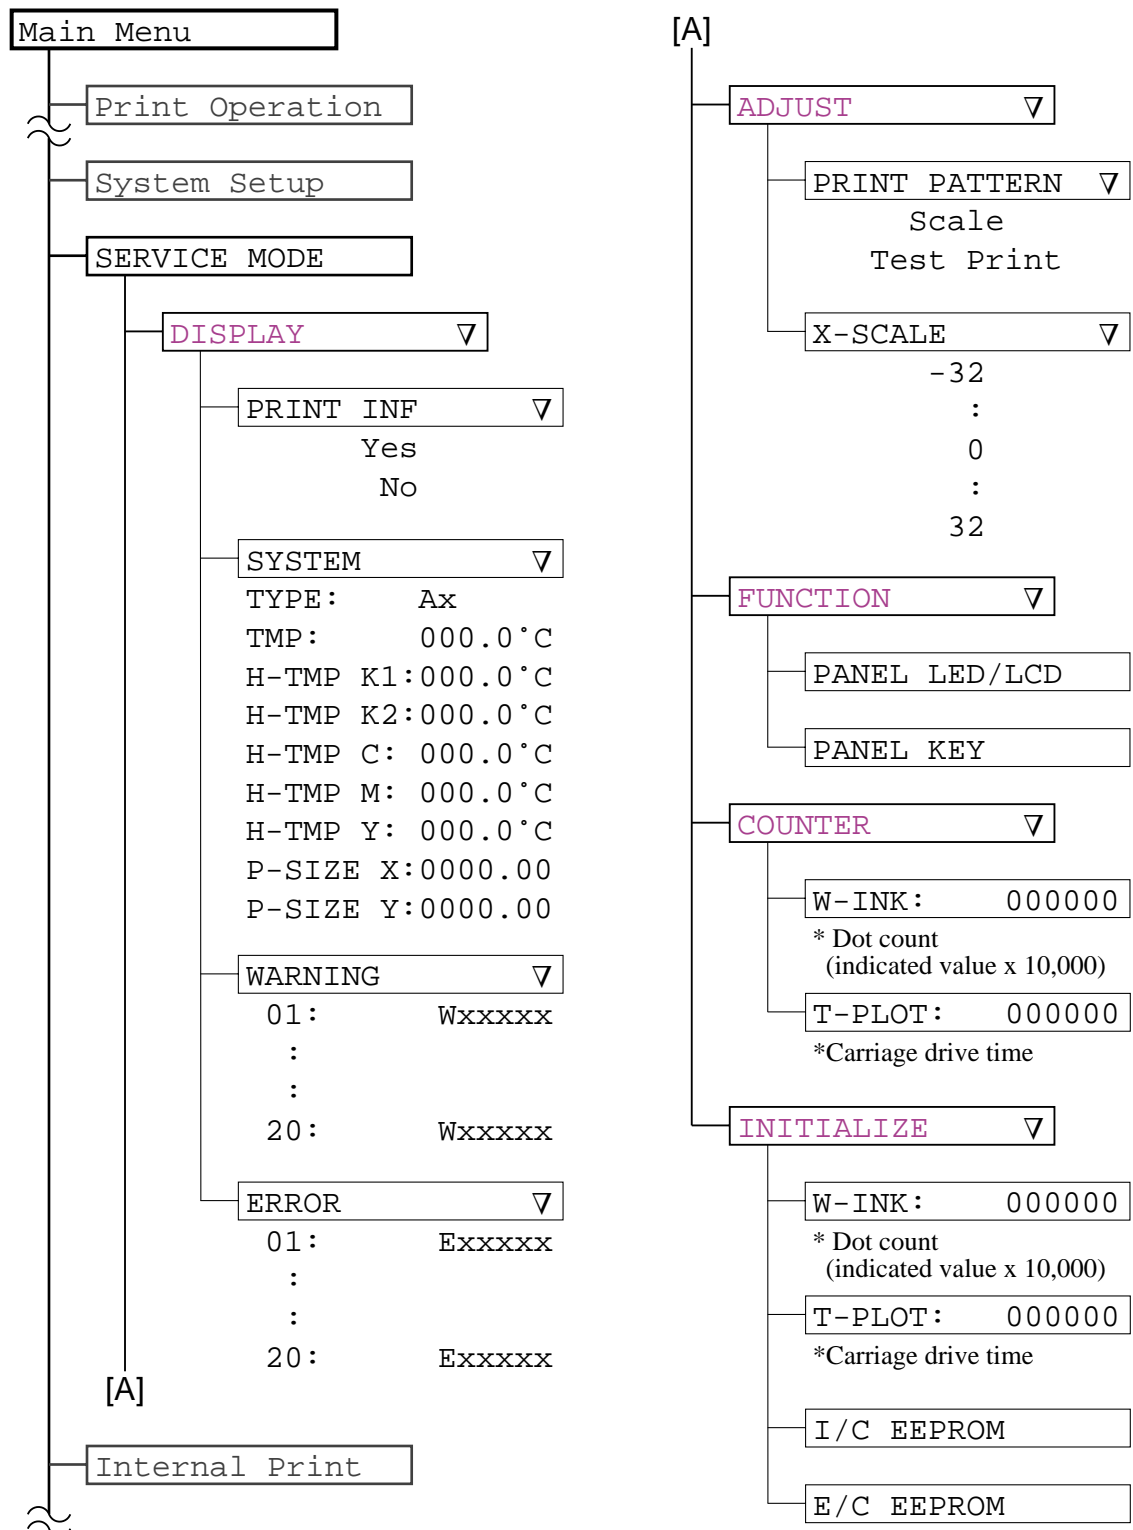 Main Menu
Print Operation
System Setup
SERVICE MODE
DISPLAY ∇
PRINT INF ∇
Yes
No
SYSTEM ∇
TYPE: Ax
TMP: 000.0°C
H-TMP K1:000.0°C
H-TMP K2:000.0°C
H-TMP C: 000.0°C
H-TMP M: 000.0°C
H-TMP Y: 000.0°C
P-SIZE X:0000.00
P-SIZE Y:0000.00
WARNING ∇
01: Wxxxxx
:
:
20: Wxxxxx
ERROR ∇
01: Exxxxx
:
:
20: Exxxxx
[A]
Internal Print
[A]
ADJUST ∇
PRINT PATTERN ∇
Scale
Test Print
X-SCALE ∇
-32
:
0
:
32
FUNCTION ∇
PANEL LED/LCD
PANEL KEY
COUNTER ∇
W-INK: 000000
* Dot count
(indicated value x 10,000)
T-PLOT: 000000
*Carriage drive time
INITIALIZE ∇
W-INK: 000000
* Dot count
(indicated value x 10,000)
T-PLOT: 000000
*Carriage drive time
I/C EEPROM
E/C EEPROM